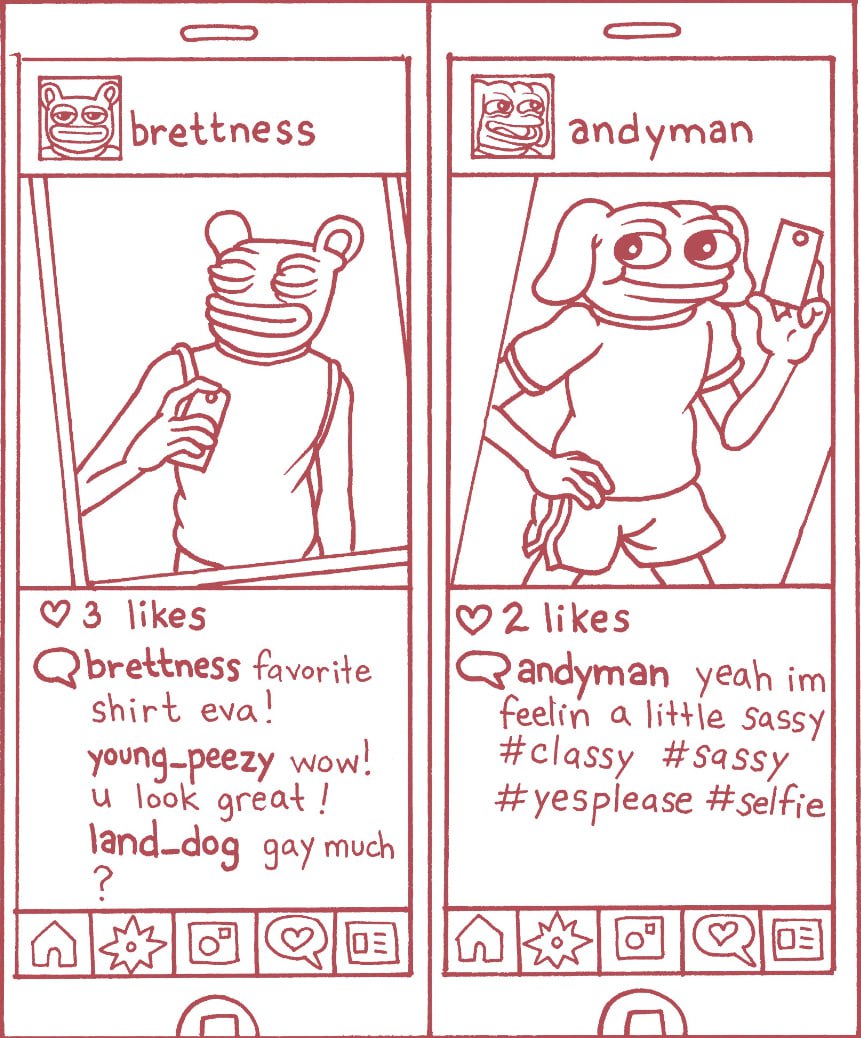 brettness
3 likes
brettness favorite
shirt eva!
young_peezy wow!
u look great!
land_dog gay much
?
andyman
2 likes
andyman yeah im
feelin a little sassy
#classy #sassy
#yesplease #selfie